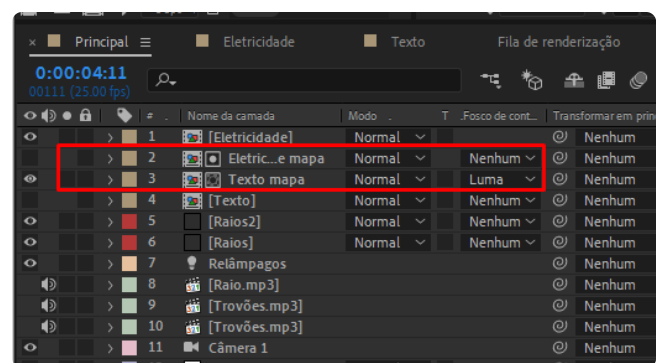 × Principal ≡ Eletricidade Texto Fila de renderização
0:00:04:11
00111 (25.00 fps)
# . Nome da camada Modo . T .Fosco de cont... Transformar em prin
1 [Eletricidade] Normal Nenhum
2 Eletric...e mapa Normal Nenhum Nenhum
3 Texto mapa Normal Luma Nenhum
4 [Texto] Normal Nenhum Nenhum
5 [Raios2] Normal Nenhum Nenhum
6 [Raios] Normal Nenhum Nenhum
7 Relâmpagos Nenhum
8 [Raio.mp3] Nenhum
9 [Trovões.mp3] Nenhum
10 [Trovões.mp3] Nenhum
11 Câmera 1 Nenhum